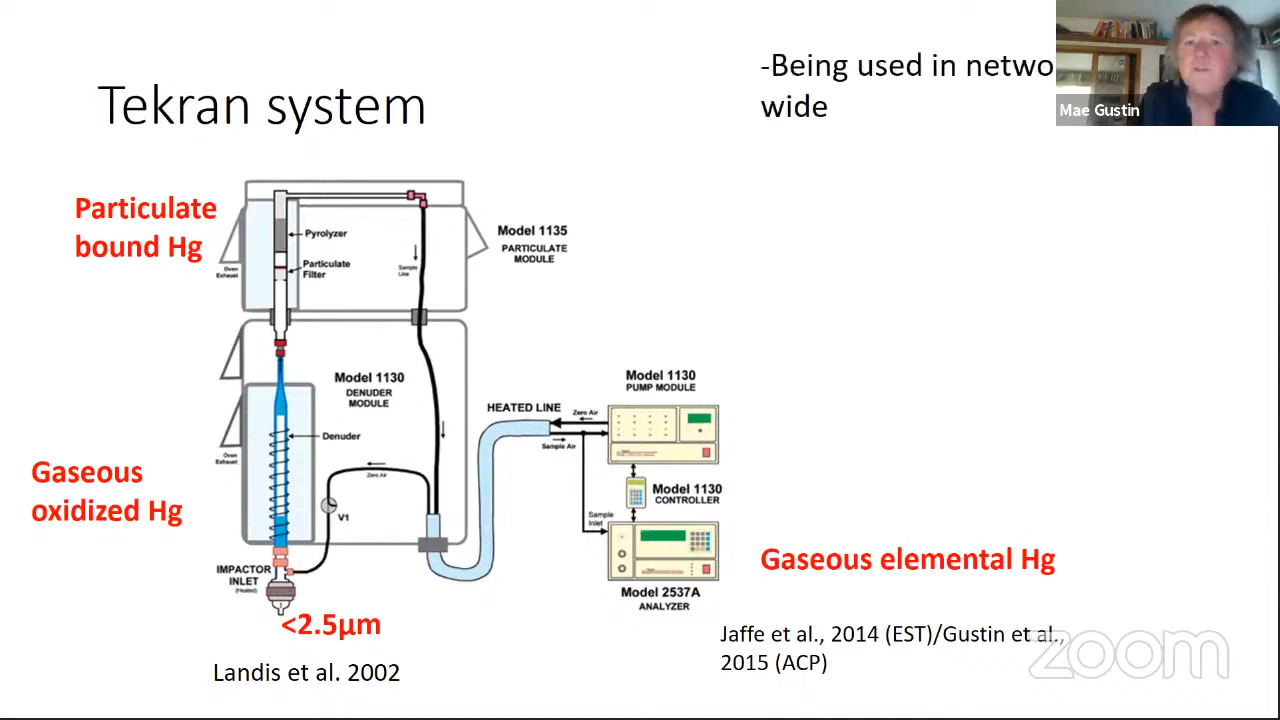 -Being used in netwo
wide
Mae Gustin
Tekran system
Particulate
bound Hg
Pyrolyzer
Particulate
Filter
Oven
Exhaust
Sample
Line
Model 1135
PARTICULATE
MODULE
Model 1130
DENUDER
MODULE
Denuder
Oven
Exhaust
Gaseous
oxidized Hg
Zero Air
V1
IMPACTOR
INLET
(Heated)
<2.5µm
Landis et al. 2002
HEATED LINE
Zero Air
Sample Air
Sample
Inlet
Model 1130
PUMP MODULE
Model 1130
CONTROLLER
Model 2537A
ANALYZER
Gaseous elemental Hg
Jaffe et al., 2014 (EST)/Gustin et al.,
2015 (ACP)
zoom